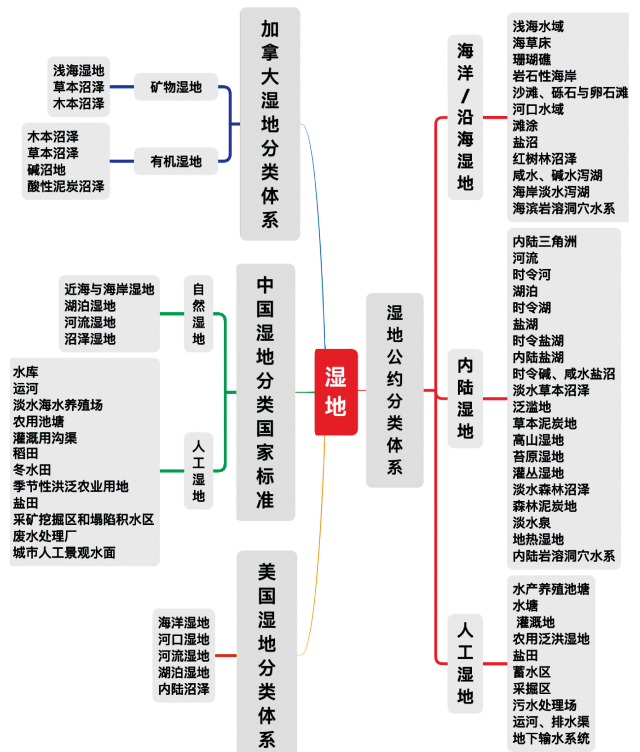 加拿大湿地分类体系
矿物湿地
浅海湿地
草本沼泽
木本沼泽
有机湿地
木本沼泽
草本沼泽
碱沼地
酸性泥炭沼泽
中国湿地分类国家标准
自然湿地
近海与海岸湿地
湖泊湿地
河流湿地
沼泽湿地
人工湿地
水库
运河
淡水海水养殖场
农用池塘
灌溉用沟渠
稻田
冬水田
季节性洪泛农业用地
盐田
采矿挖掘区和塌陷积水区
废水处理厂
城市人工景观水面
美国湿地分类体系
海洋湿地
河口湿地
河流湿地
湖泊湿地
内陆沼泽
湿地
湿地公约分类体系
海洋/沿海湿地
浅海水域
海草床
珊瑚礁
岩石性海岸
沙滩、砾石与卵石滩
河口水域
滩涂
盐沼
红树林沼泽
咸水、碱水泻湖
海岸淡水泻湖
海滨岩溶洞穴水系
内陆湿地
内陆三角洲
河流
时令河
湖泊
时令湖
盐湖
时令盐湖
内陆盐湖
时令碱、咸水盐沼
淡水草本沼泽
泛滥地
草本泥炭地
高山湿地
苔原湿地
灌丛湿地
淡水森林沼泽
森林泥炭地
淡水泉
地热湿地
内陆岩溶洞穴水系
人工湿地
水产养殖池塘
水塘
灌溉地
农用泛洪湿地
盐田
蓄水区
采掘区
污水处理场
运河、排水渠
地下输水系统